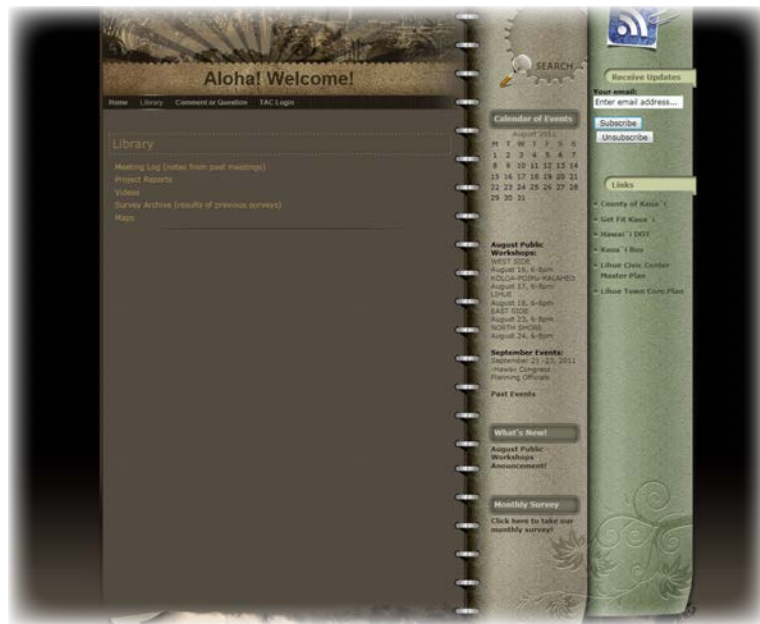 Aloha! Welcome!
Home Library Comment or Question TAC Login
Library
Meeting Log (notes from past meetings)
Project Reports
Videos
Survey Archive (results of previous surveys)
Maps
SEARCH
Calendar of Events
August 2011
M T W T F S S
1 2 3 4 5 6 7
8 9 10 11 12 13 14
15 16 17 18 19 20 21
22 23 24 25 26 27 28
29 30 31
August Public
Workshops:
WEST SIDE
August 16, 6-8pm
KOLOA-POIPU-KALAHEO
August 17, 6-8pm
LIHUE
August 18, 6-8pm
EAST SIDE
August 23, 6-8pm
NORTH SHORE
August 24, 6-8pm
September Events:
September 21 -23, 2011
-Hawaii Congress
Planning Officials
Past Events
What's New!
August Public
Workshops
Anouncement!
Monthly Survey
Click here to take our
monthly survey!
Receive Updates
Your email:
Enter email address...
Subscribe
Unsubscribe
Links
County of Kaua`i
Get Fit Kaua`i
Hawai`i DOT
Kaua`i Bus
Lihue Civic Center
Master Plan
Lihue Town Core Plan